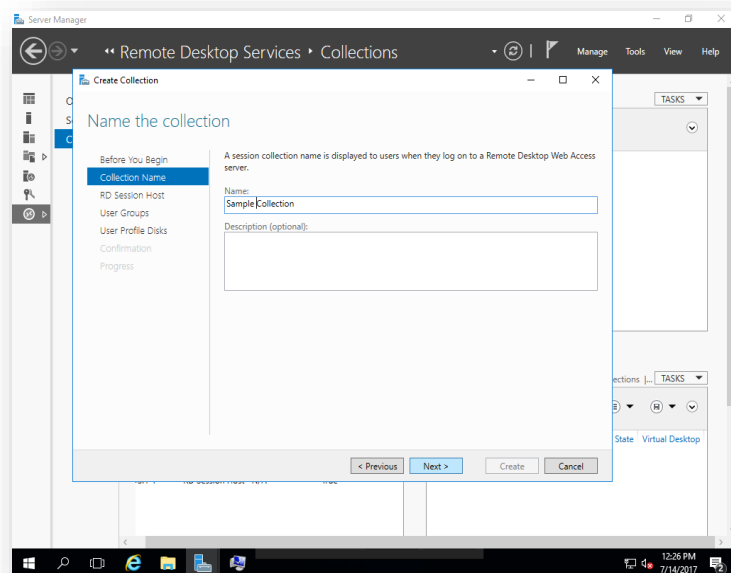 Server Manager
Remote Desktop Services
Collections
Manage
Tools
View
Help
Create Collection
TASKS
Name the collection
Before You Begin
Collection Name
RD Session Host
User Groups
User Profile Disks
Confirmation
Progress
A session collection name is displayed to users when they log on to a Remote Desktop Web Access
server.
Name:
Sample Collection
Description (optional):
TASKS
State
Virtual Desktop
< Previous
Next >
Create
Cancel
RD Session Host
N/A
True
12:26 PM
7/14/2017
2